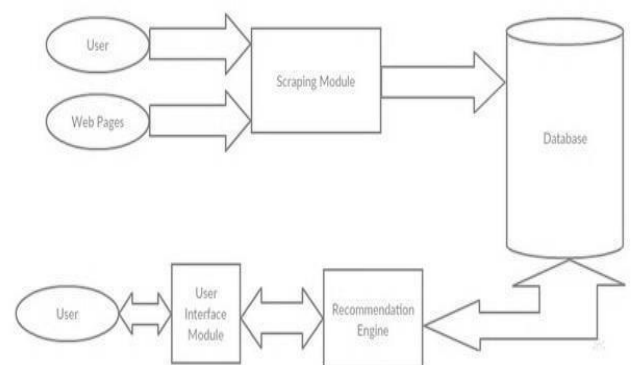 User
Scraping Module
Web Pages
Database
User
User
Interface
Module
Recommendation
Engine